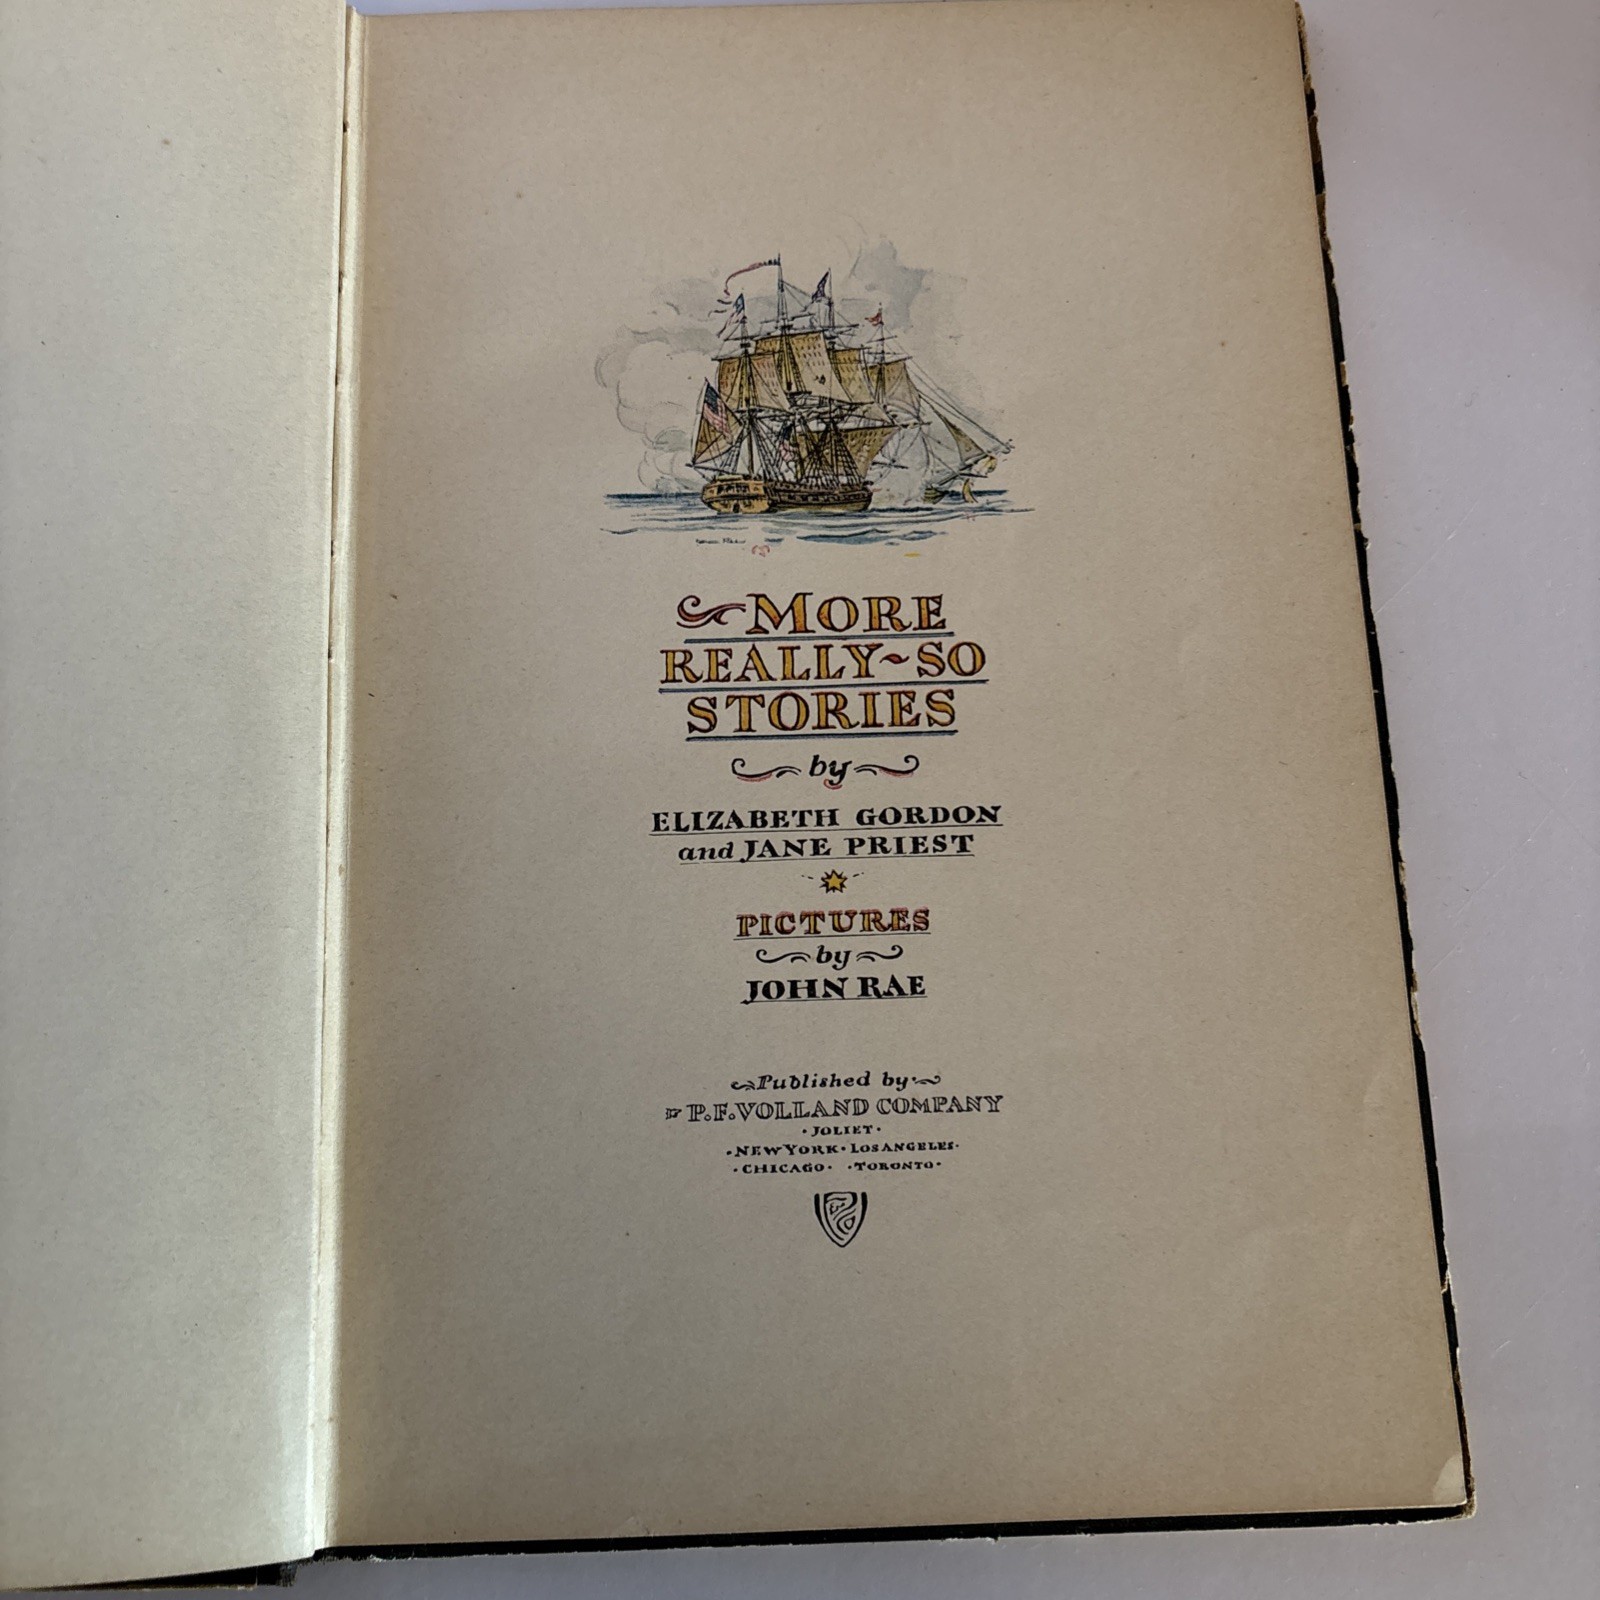 MORE
REALLY~SO
STORIES
by
ELIZABETH GORDON
and JANE PRIEST
PICTURES
by
JOHN RAE
Published by
P.F. VOLLAND COMPANY
·JOLIET·
·NEW YORK·LOS ANGELES·
·CHICAGO· ·TORONTO·